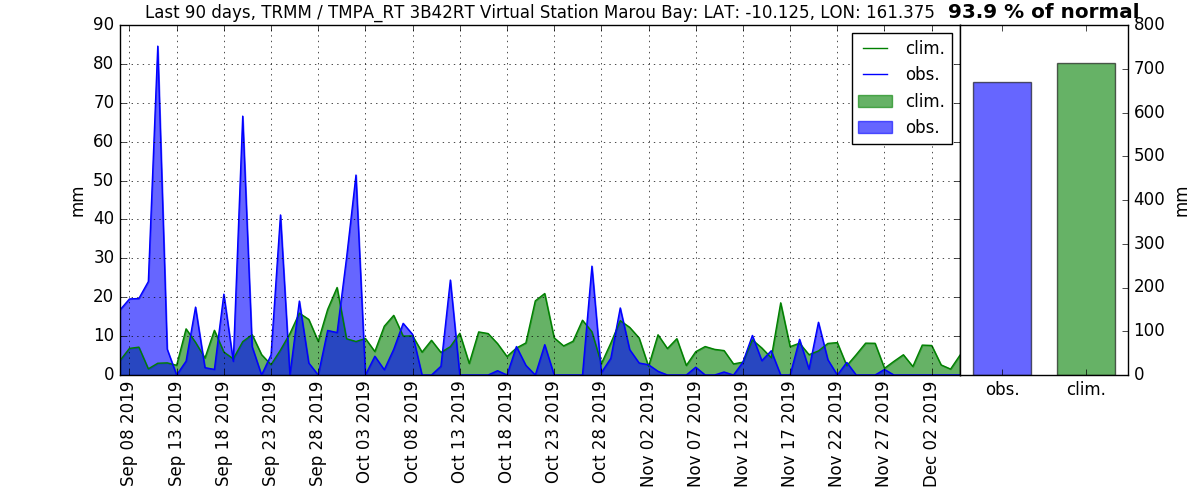 Last 90 days, TRMM / TMPA_RT 3B42RT Virtual Station Marou Bay: LAT: -10.125, LON: 161.375 93.9 % of normal
90
80
70
60
50
40
30
20
10
0
mm
clim.
obs.
clim.
obs.
Sep 08 2019
Sep 13 2019
Sep 18 2019
Sep 23 2019
Sep 28 2019
Oct 03 2019
Oct 08 2019
Oct 13 2019
Oct 18 2019
Oct 23 2019
Oct 28 2019
Nov 02 2019
Nov 07 2019
Nov 12 2019
Nov 17 2019
Nov 22 2019
Nov 27 2019
Dec 02 2019
obs. clim.
800
700
600
500
400
300
200
100
0
mm